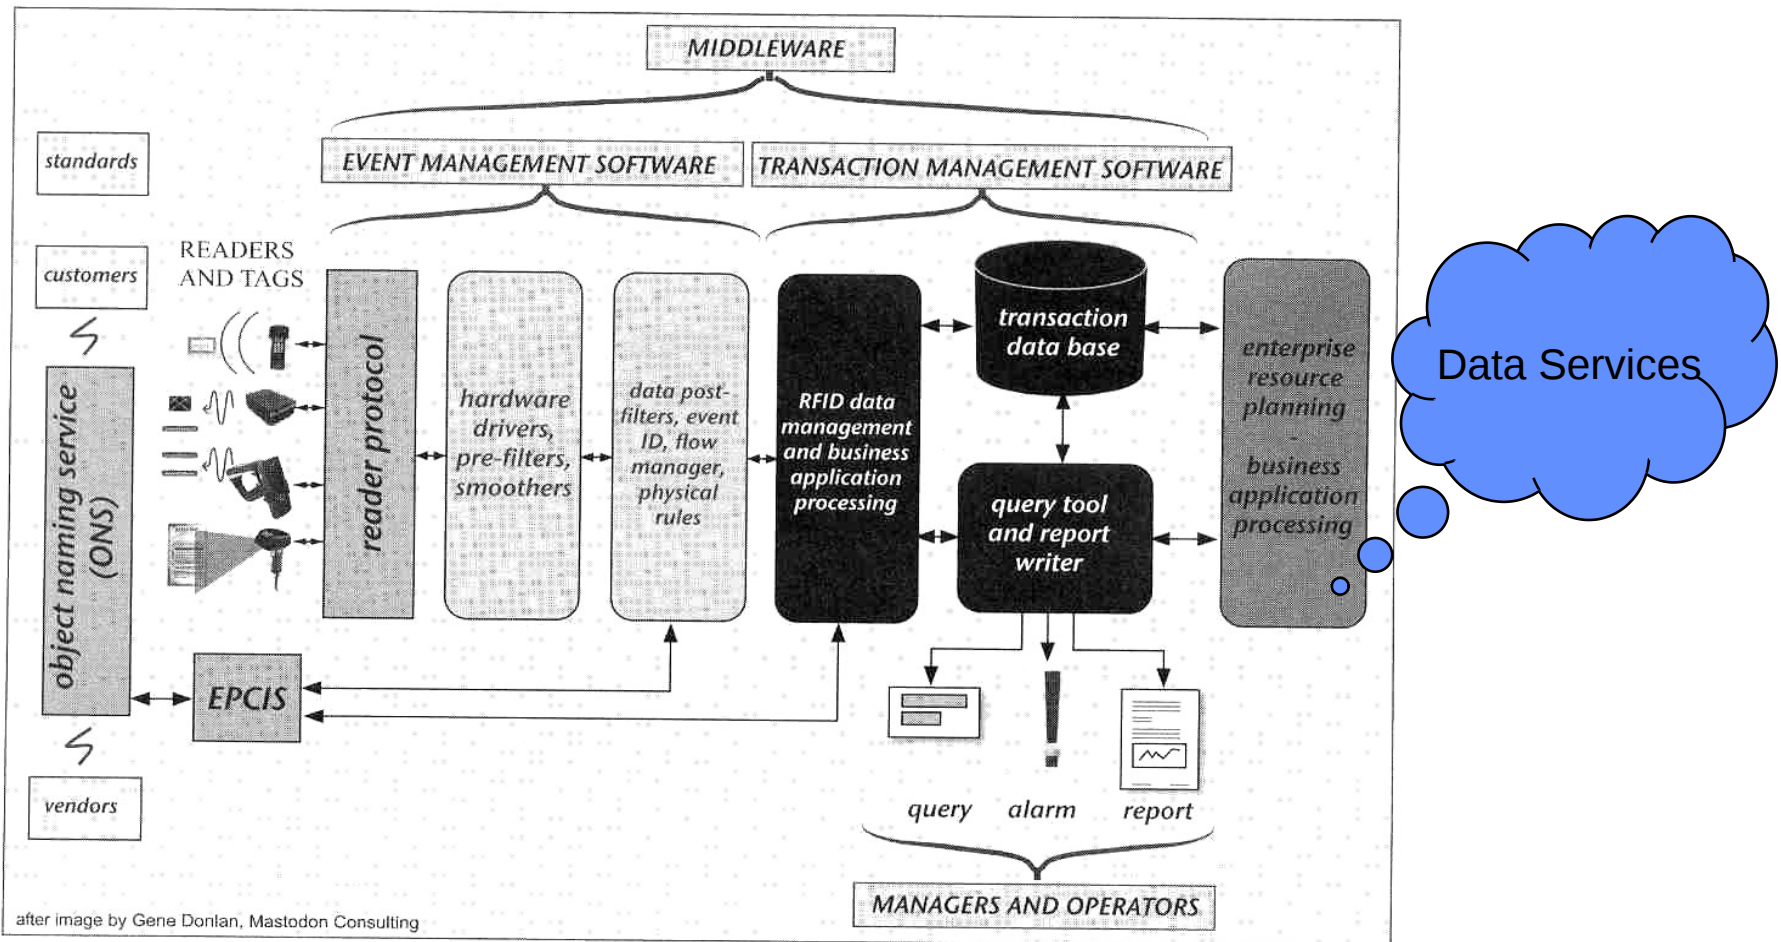 MIDDLEWARE
EVENT MANAGEMENT SOFTWARE
TRANSACTION MANAGEMENT SOFTWARE
standards
customers
READERS
AND TAGS
object naming service
(ONS)
vendors
reader protocol
hardware
drivers,
pre-filters,
smoothers
data post-
filters, event
ID, flow
manager,
physical
rules
RFID data
management
and business
application
processing
transaction
data base
query tool
and report
writer
enterprise
resource
planning
-
business
application
processing
Data Services
EPCIS
query
alarm
report
MANAGERS AND OPERATORS
after image by Gene Donlan, Mastodon Consulting